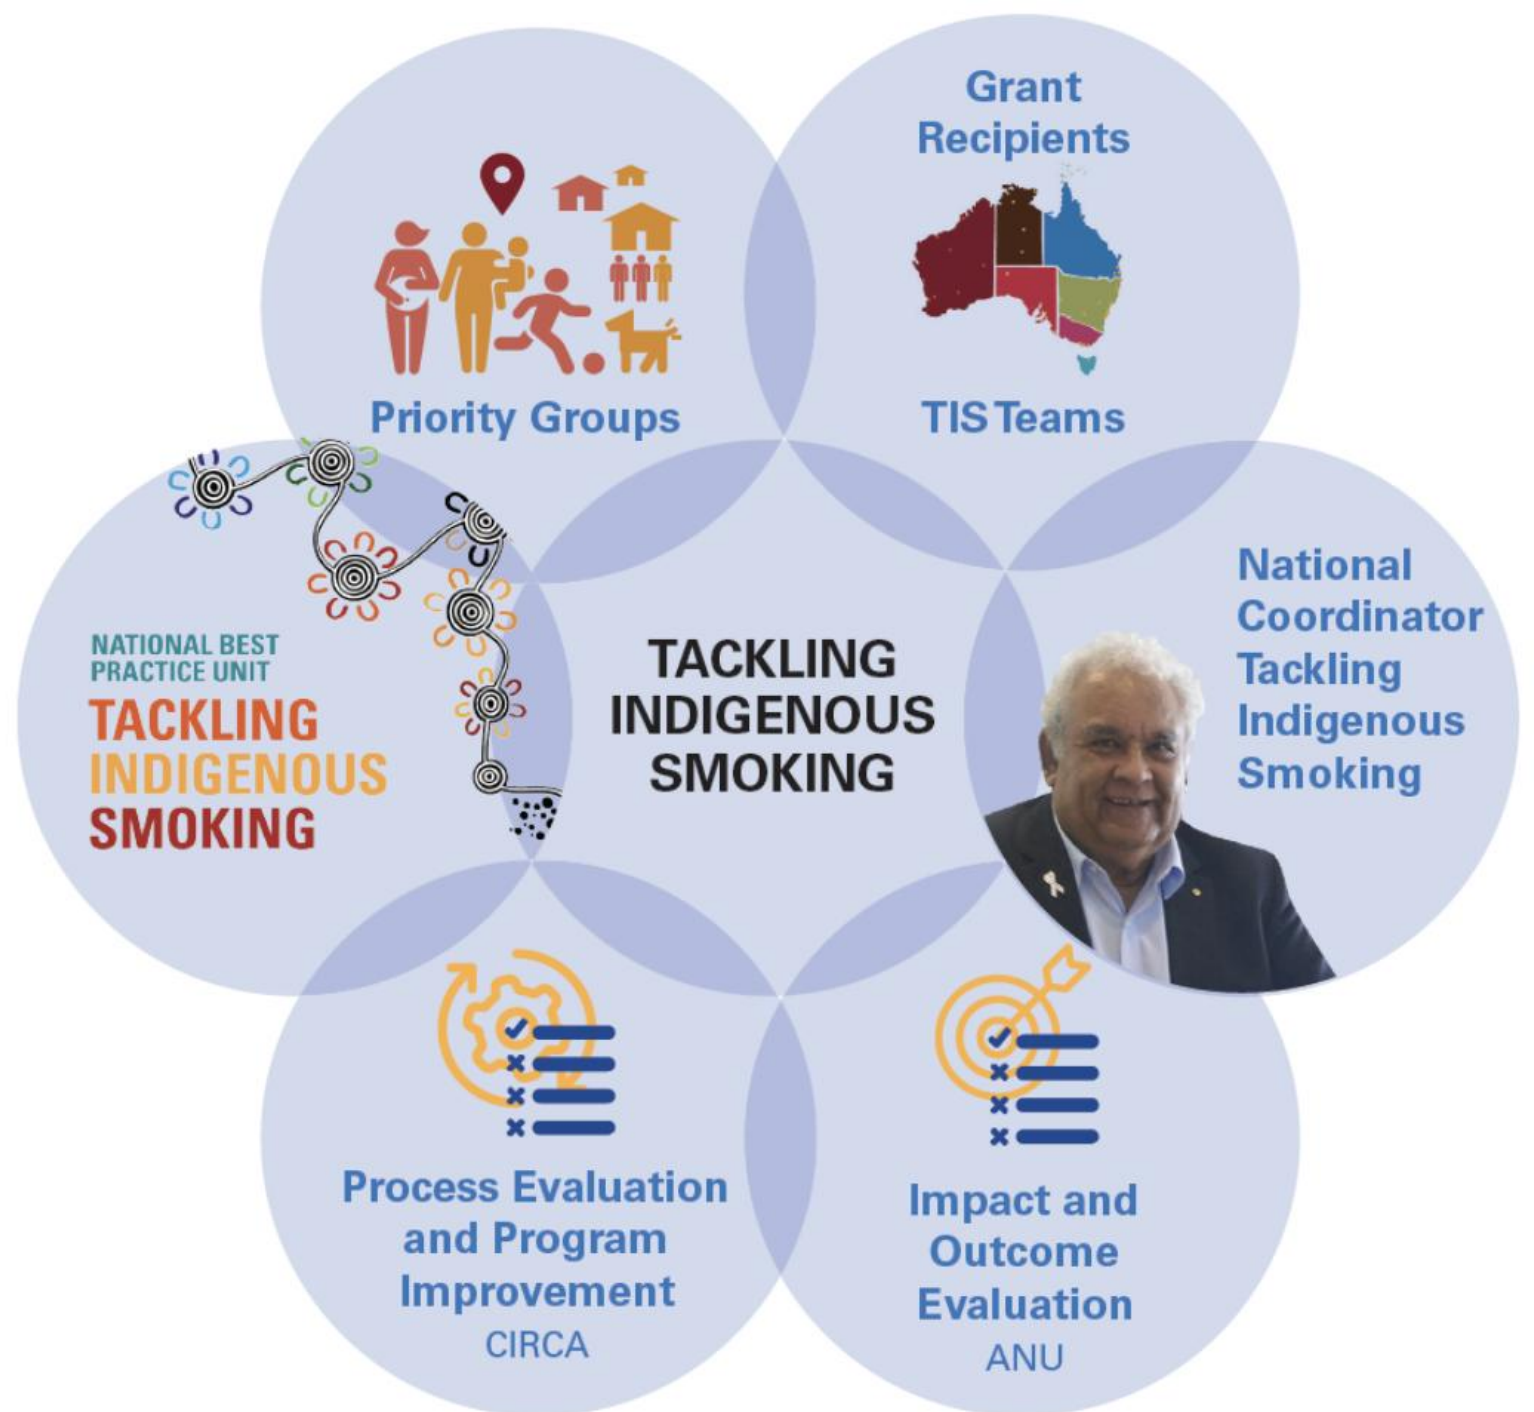 Grant
Recipients
Priority Groups
TIS Teams
NATIONAL BEST
PRACTICE UNIT
TACKLING
INDIGENOUS
SMOKING
TACKLING
INDIGENOUS
SMOKING
National
Coordinator
Tackling
Indigenous
Smoking
Process Evaluation
and Program
Improvement
CIRCA
Impact and
Outcome
Evaluation
ANU